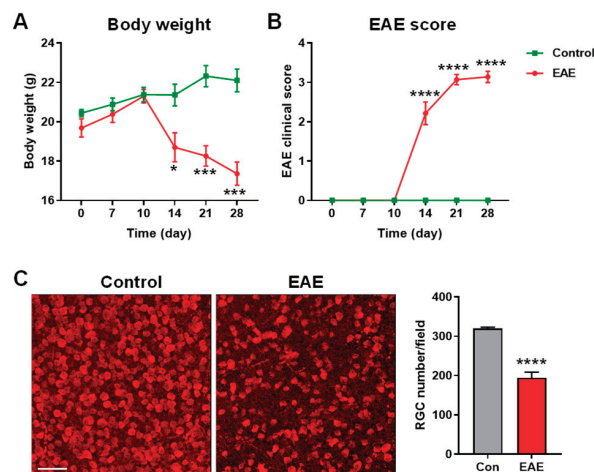 A
Body weight
Body weight (g)
24
22
20
18
16
*
***
***
0 7 10 14 21 28
Time (day)
B
EAE score
EAE clinical score
4
3
2
1
0
****
****
****
0 7 10 14 21 28
Time (day)
Control
EAE
C
Control
EAE
RGC number/field
400
300
200
100
0
****
Con EAE